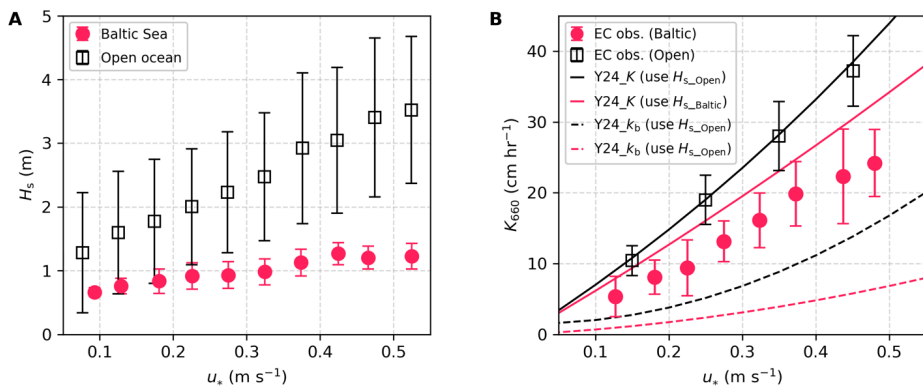 A
Baltic Sea
Open ocean
5
4
3
2
1
0
Hs (m)
0.1 0.2 0.3 0.4 0.5
u* (m s⁻¹)
B
EC obs. (Baltic)
EC obs. (Open)
Y24_K (use Hs_Open)
Y24_K (use Hs_Baltic)
Y24_kb (use Hs_Open)
Y24_kb (use Hs_Open)
40
30
20
10
0
K660 (cm hr⁻¹)
0.1 0.2 0.3 0.4 0.5
u* (m s⁻¹)